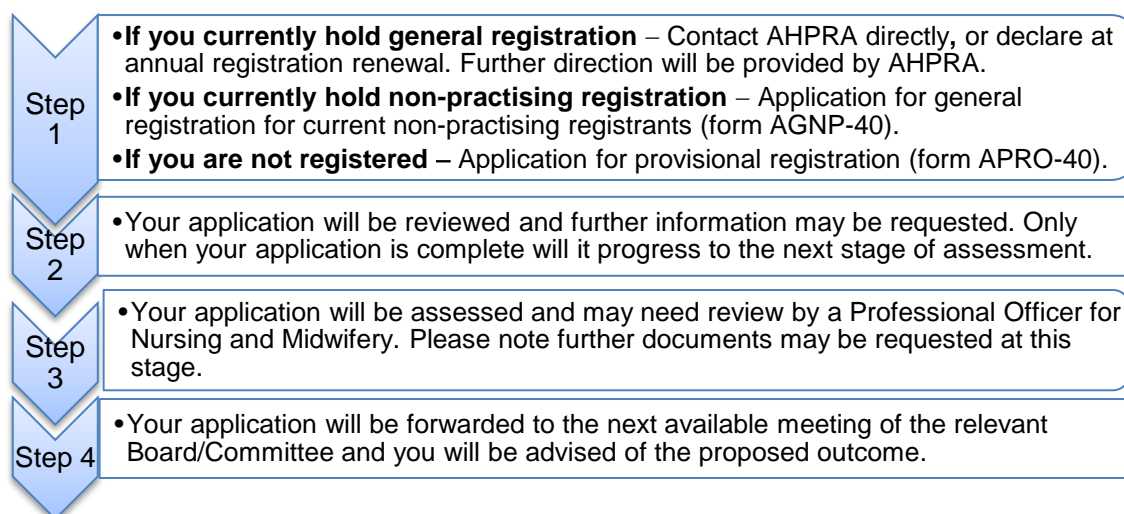 Step
1
•If you currently hold general registration – Contact AHPRA directly, or declare at
annual registration renewal. Further direction will be provided by AHPRA.
•If you currently hold non-practising registration – Application for general
registration for current non-practising registrants (form AGNP-40).
•If you are not registered – Application for provisional registration (form APRO-40).
Step
2
•Your application will be reviewed and further information may be requested. Only
when your application is complete will it progress to the next stage of assessment.
Step
3
•Your application will be assessed and may need review by a Professional Officer for
Nursing and Midwifery. Please note further documents may be requested at this
stage.
Step 4
•Your application will be forwarded to the next available meeting of the relevant
Board/Committee and you will be advised of the proposed outcome.